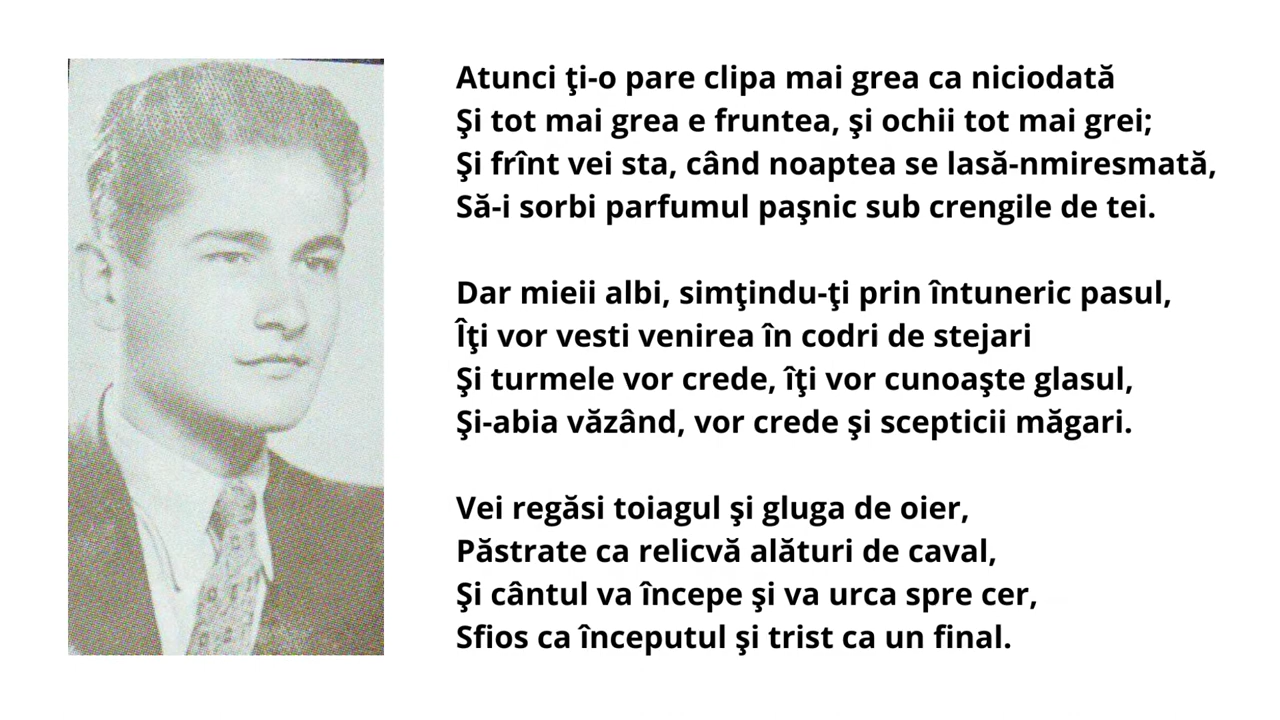 Atunci ţi-o pare clipa mai grea ca niciodată
Şi tot mai grea e fruntea, şi ochii tot mai grei;
Şi frînt vei sta, când noaptea se lasă-nmiresmată,
Să-i sorbi parfumul paşnic sub crengile de tei.
Dar mieii albi, simţindu-ţi prin întuneric pasul,
Îţi vor vesti venirea în codri de stejari
Şi turmele vor crede, îţi vor cunoaşte glasul,
Şi-abia văzând, vor crede şi scepticii măgari.
Vei regăsi toiagul şi gluga de oier,
Păstrate ca relicvă alături de caval,
Şi cântul va începe şi va urca spre cer,
Sfios ca începutul şi trist ca un final.